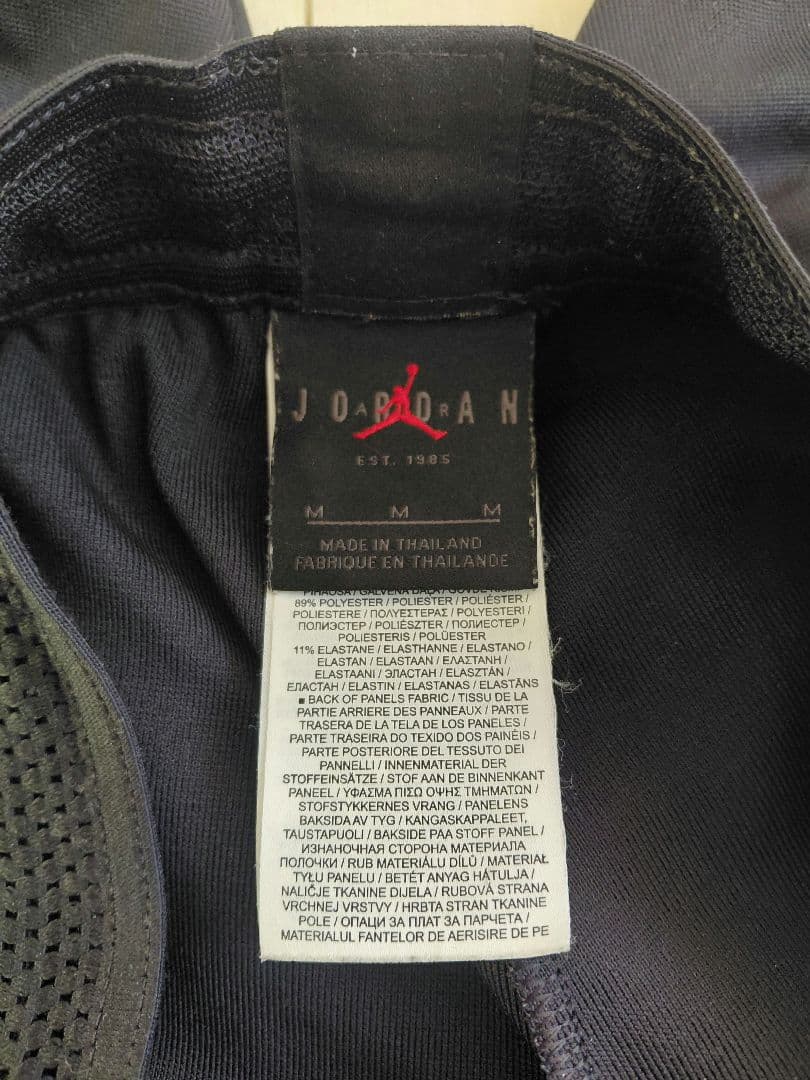 JORDAN
AIR
EST. 1985
M M M
MADE IN THAILAND
FABRIQUE EN THAILANDE
89% POLYESTER / POLIESTER / POLIÉSTER /
POLIESTERE / ΠΟΛΥΕΣΤΕΡΑΣ / POLYESTERI /
ПОЛИЭСТЕР / POLIÉSZTER / ПОЛИЕСТЕР /
POLIESTERIS / POLÜESTER
11% ELASTANE / ELASTHANNE / ELASTANO /
ELASTAN / ELASTAAN / ΕΛΑΣΤΑΝΗ /
ELASTAANI / ЭЛАСТАН / ELASZTÁN /
ЕЛАСТАН / ELASTIN / ELASTANAS / ELASTĀNS
■ BACK OF PANELS FABRIC / TISSU DE LA
PARTIE ARRIERE DES PANNEAUX / PARTE
TRASERA DE LA TELA DE LOS PANELES /
PARTE TRASEIRA DO TEXIDO DOS PAINÉIS /
PARTE POSTERIORE DEL TESSUTO DEI
PANNELLI / INNENMATERIAL DER
STOFFEINSÄTZE / STOF AAN DE BINNENKANT
PANEEL / ΥΦΑΣΜΑ ΠΙΣΩ ΟΨΗΣ ΤΜΗΜΑΤΩΝ /
STOFSTYKKERNES VRANG / PANELENS
BAKSIDA AV TYG / KANGASKAPPALEET,
TAUSTAPUOLI / BAKSIDE PAA STOFF PANEL /
ИЗНАНОЧНАЯ СТОРОНА МАТЕРИАЛА
ПОЛОЧКИ / RUB MATERIÁLU DÍLŮ / MATERIAŁ
TYŁU PANELU / BETÉT ANYAG HÁTULJA /
NALIČJE TKANINE DIJELA / RUBOVÁ STRANA
VRCHNEJ VRSTVY / HRBTA STRAN TKANINE
POLE / ОПАЦИ ЗА ПЛАТ ЗА ПАРЧЕТА /
MATERIALUL FANTELOR DE AERISIRE DE PE